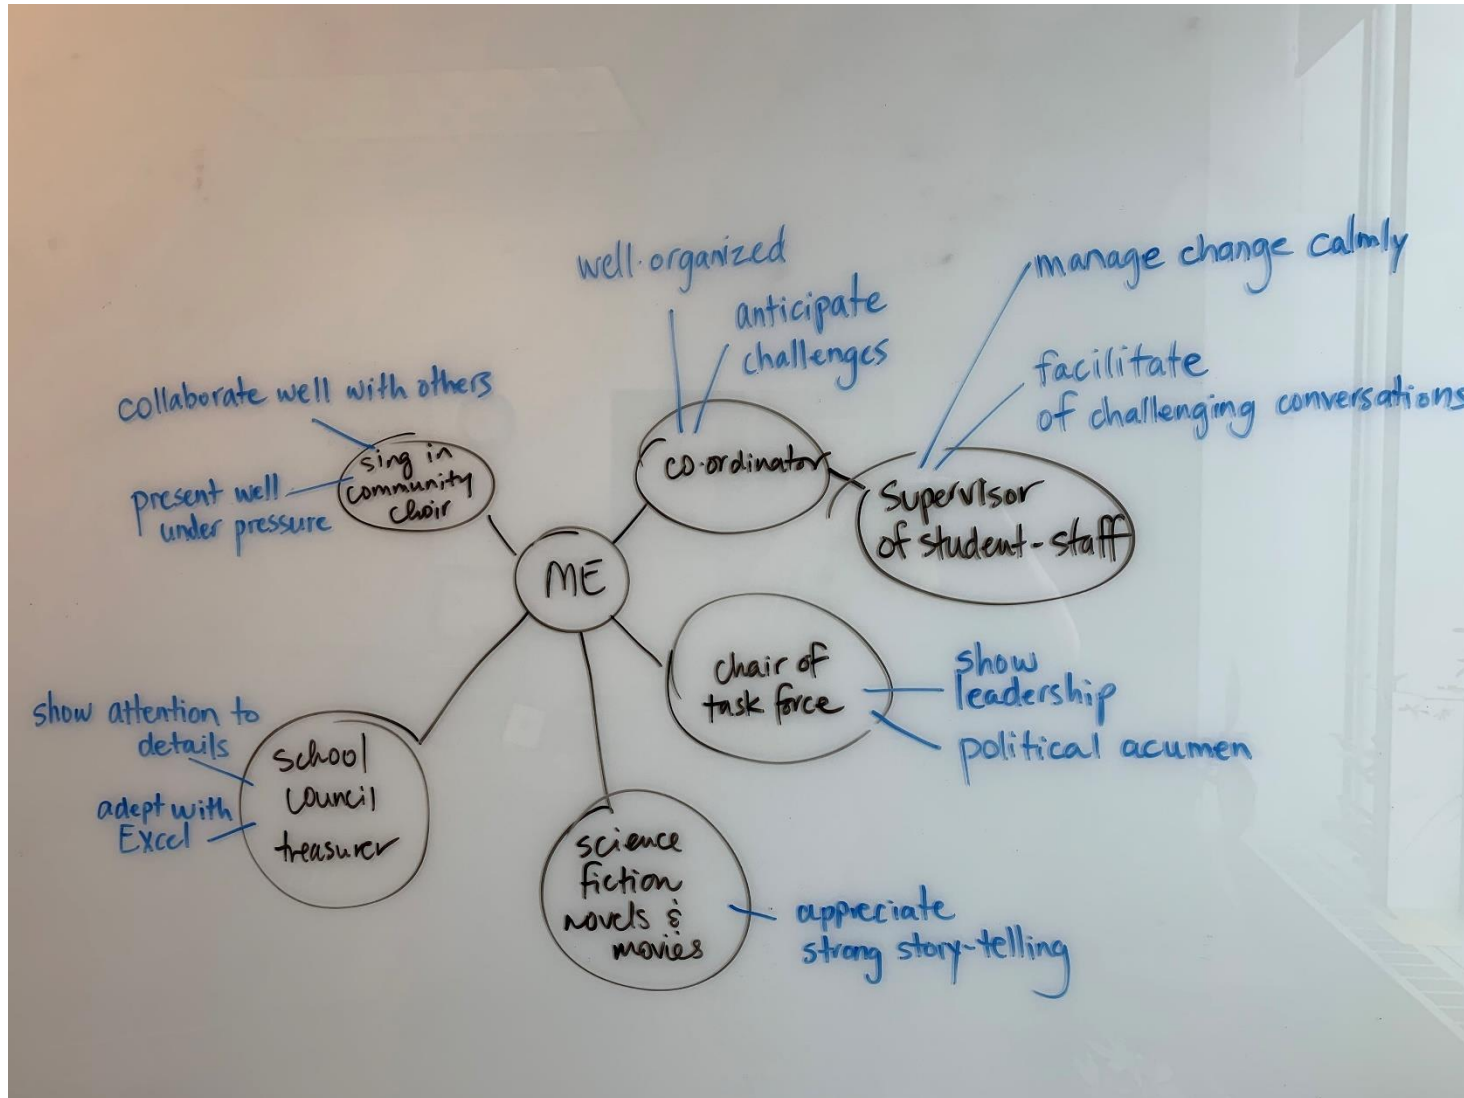 well-organized
anticipate
challenges
manage change calmly
facilitate
of challenging conversations
collaborate well with others
present well
under pressure
sing in
community
choir
co-ordinator
supervisor
of student-staff
ME
chair of
task force
show
leadership
political acumen
show attention to
details
adept with
Excel
school
council
treasurer
science
fiction
novels &
movies
appreciate
strong story-telling